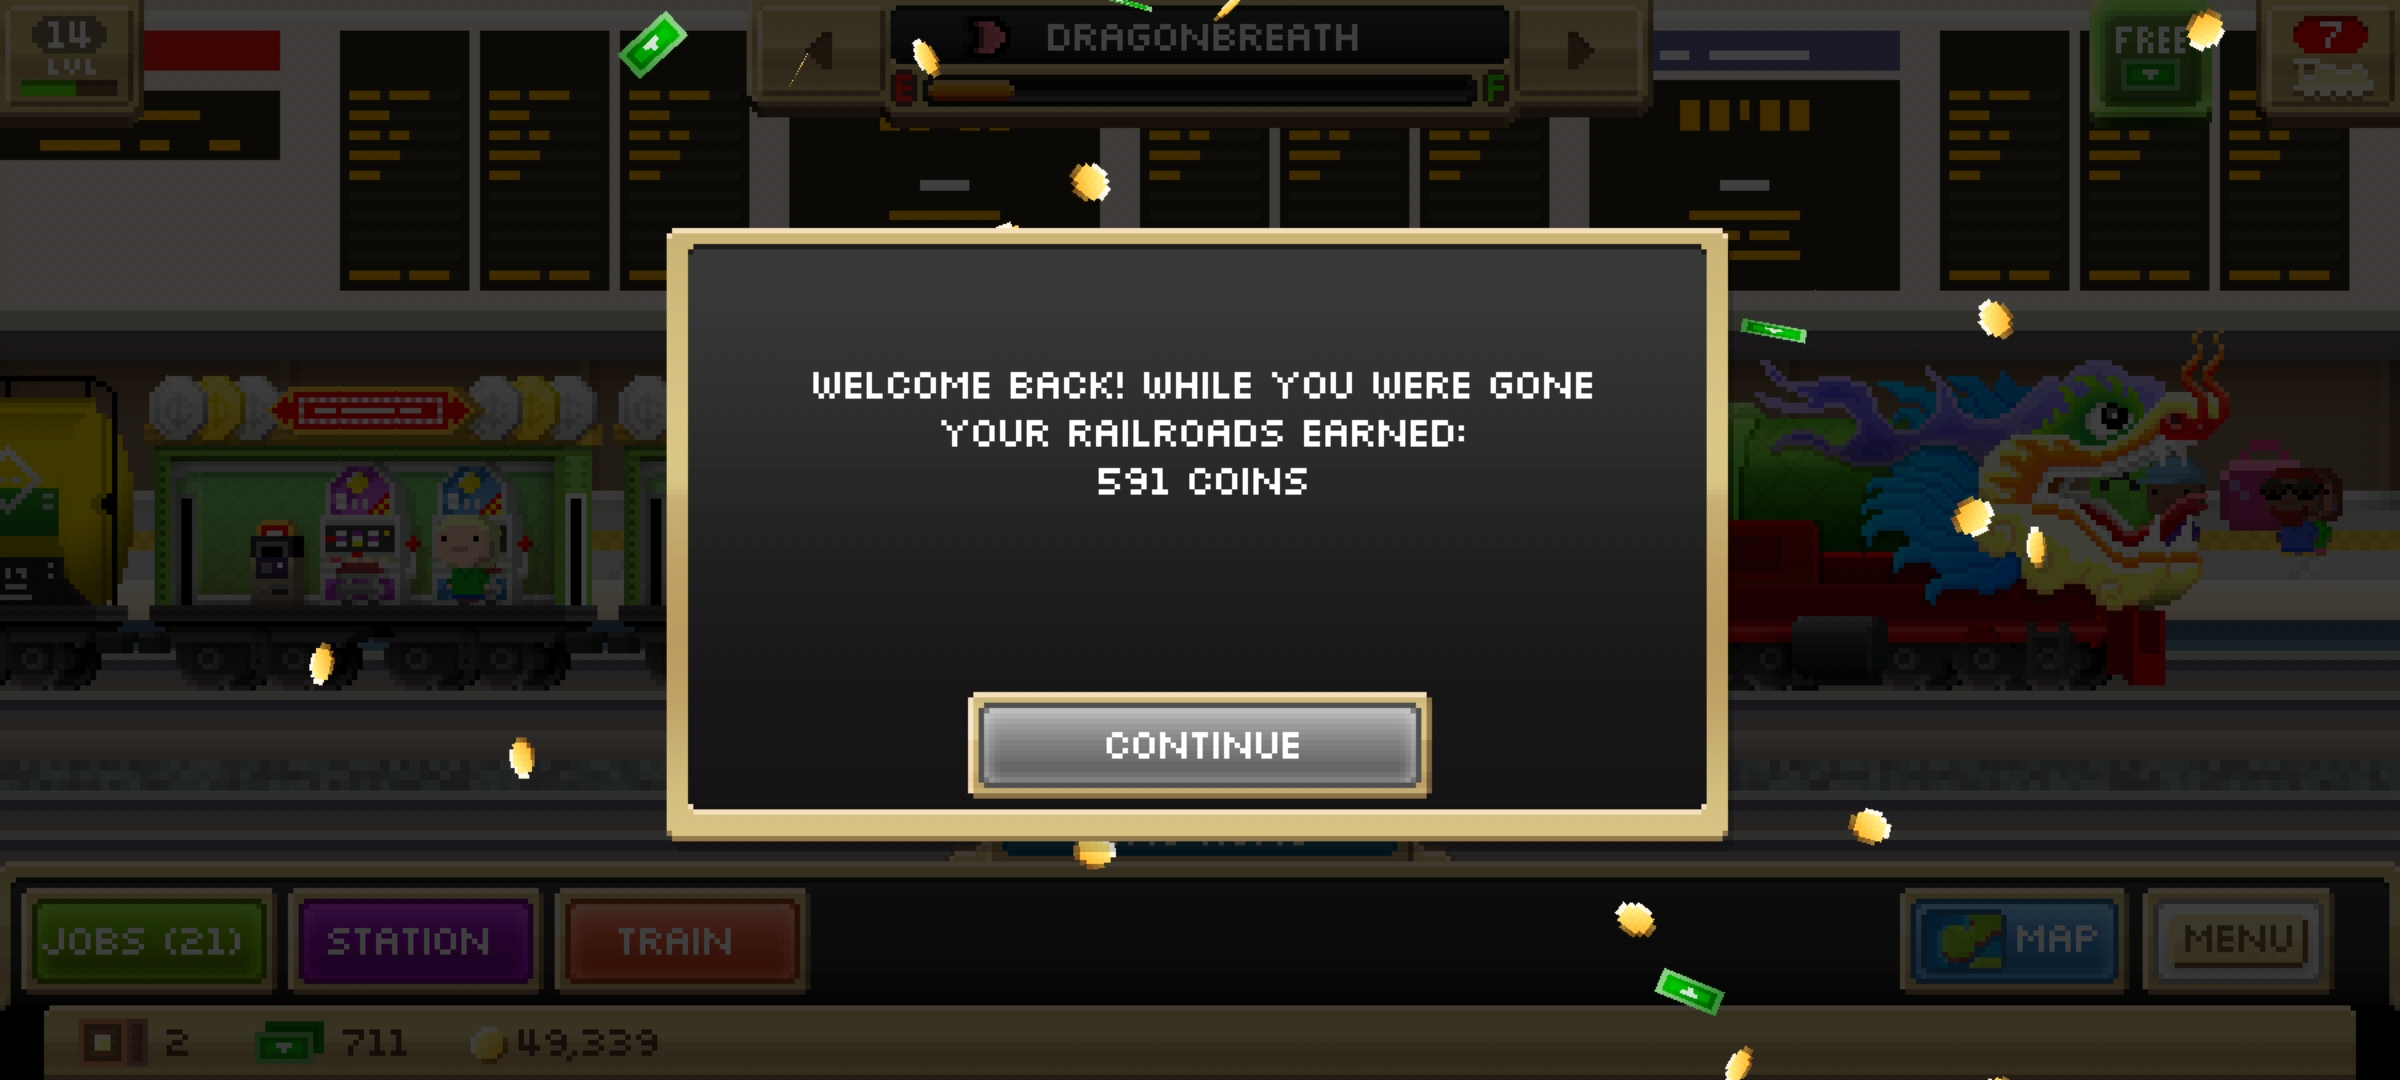 14
LVL
DRAGONBREATH
E
F
FREE
7
WELCOME BACK! WHILE YOU WERE GONE
YOUR RAILROADS EARNED:
591 COINS
CONTINUE
JOBS (21)
STATION
TRAIN
MAP
MENU
2
711
49,339